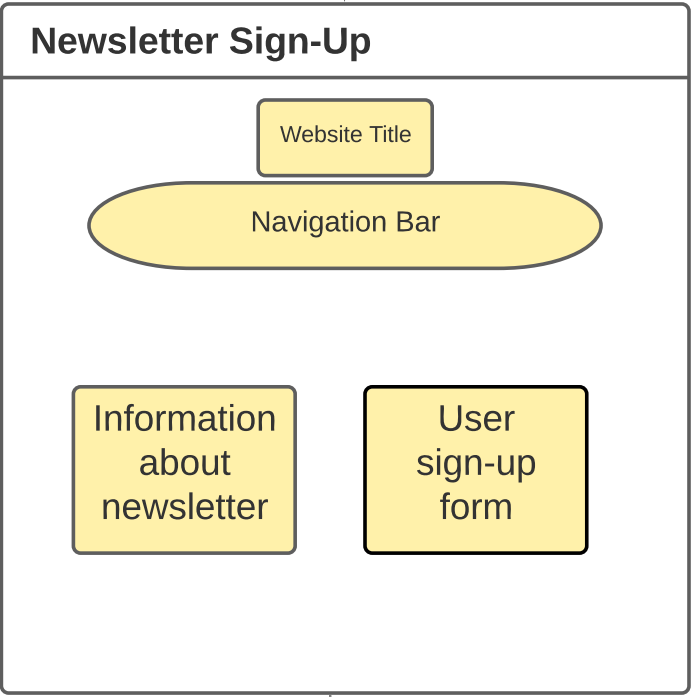 Newsletter Sign-Up
Website Title
Navigation Bar
Information
about
newsletter
User
sign-up
form